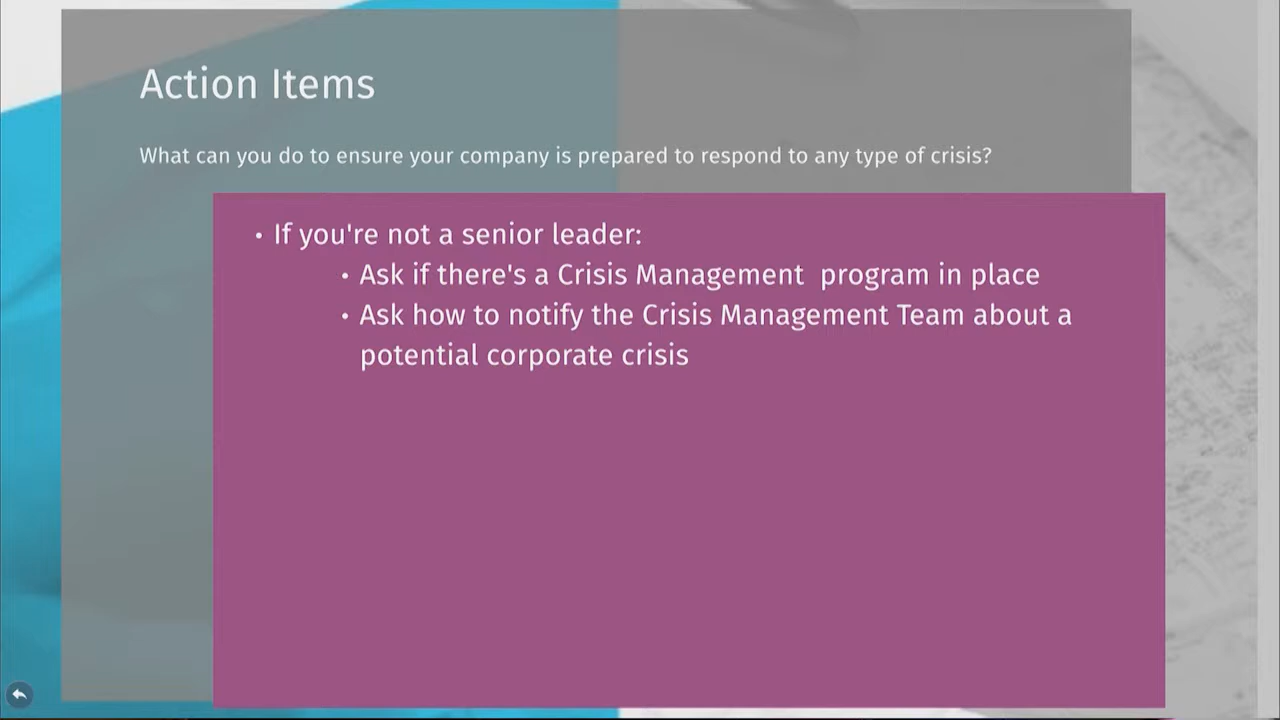 Action Items
What can you do to ensure your company is prepared to respond to any type of crisis?
• If you're not a senior leader:
• Ask if there's a Crisis Management  program in place
• Ask how to notify the Crisis Management Team about a
potential corporate crisis